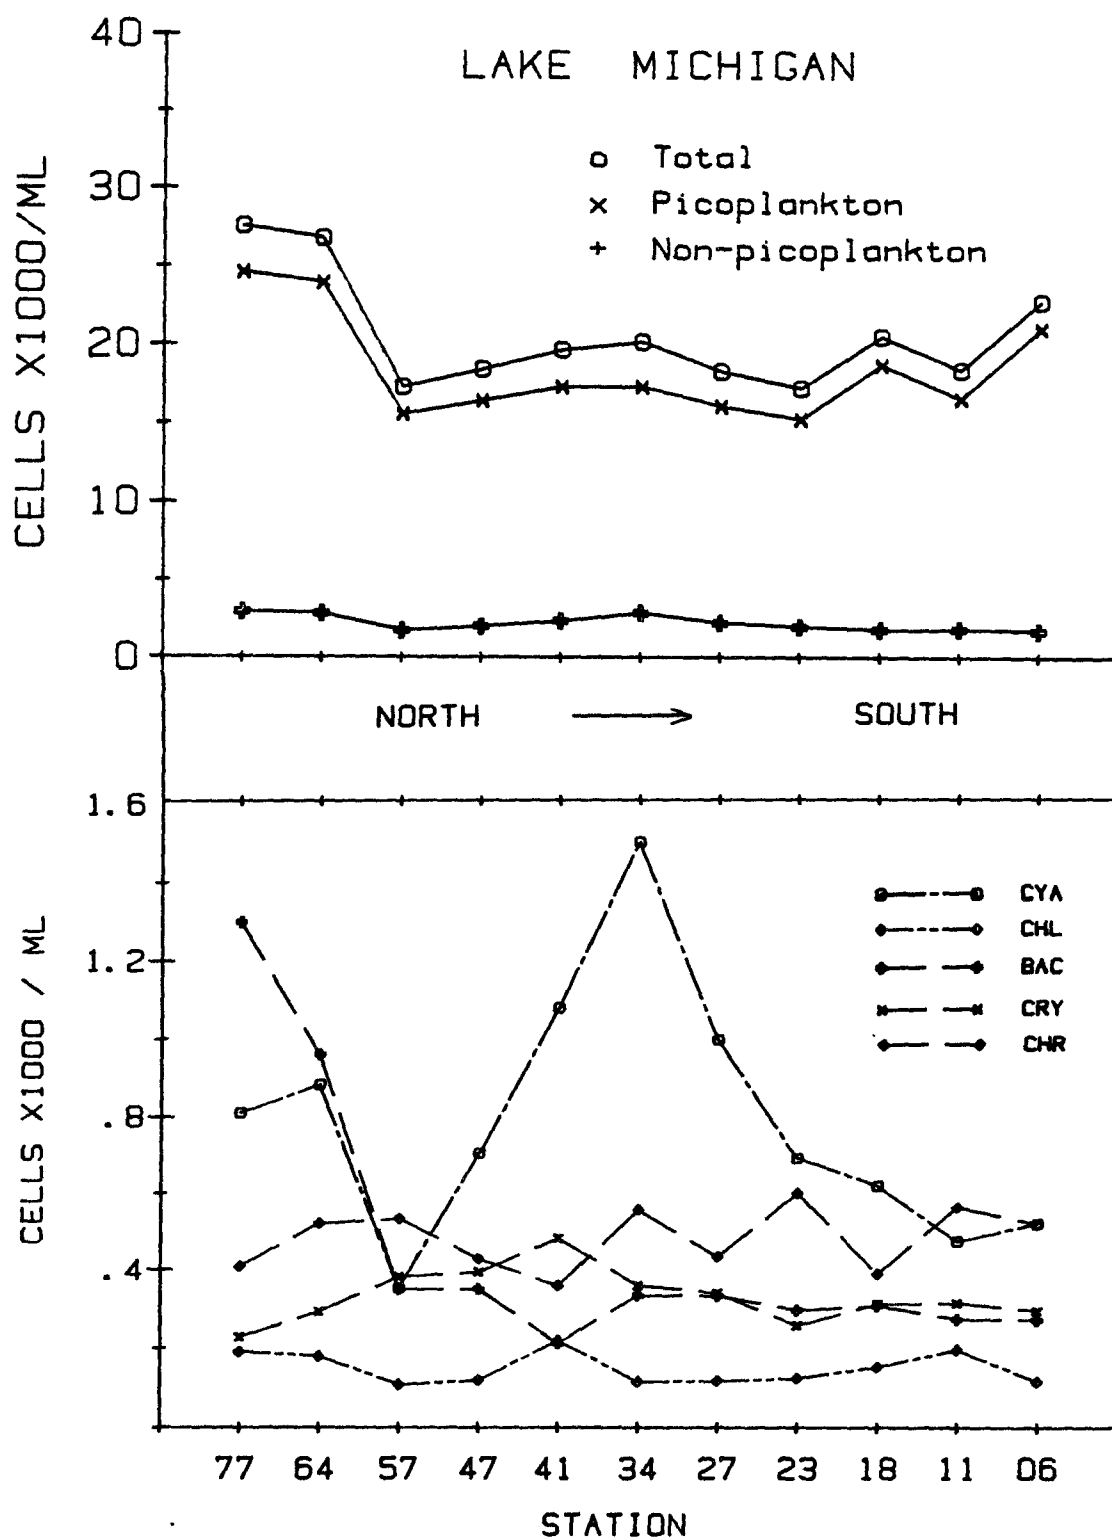 LAKE MICHIGAN
40
30
20
10
0
CELLS X1000/ML
Total
Picoplankton
Non-picoplankton
NORTH SOUTH
1.6
1.2
.8
.4
CELLS X1000 / ML
CYA
CHL
BAC
CRY
CHR
77 64 57 47 41 34 27 23 18 11 06
STATION